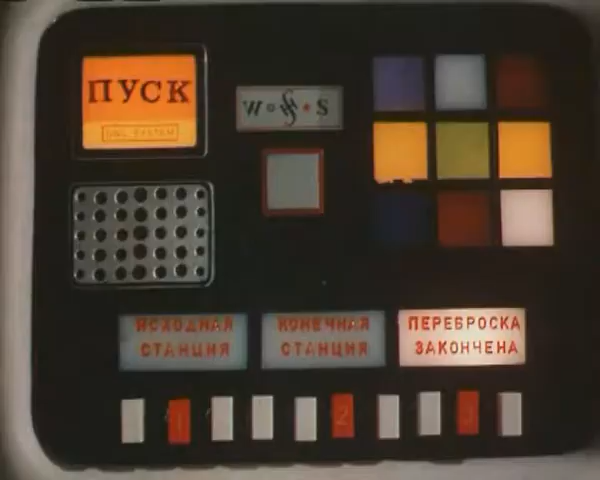 ПУСК
ИСХОДНАЯ
СТАНЦИЯ
КОНЕЧНАЯ
СТАНЦИЯ
ПЕРЕБРОСКА
ЗАКОНЧЕНА
1 2 3